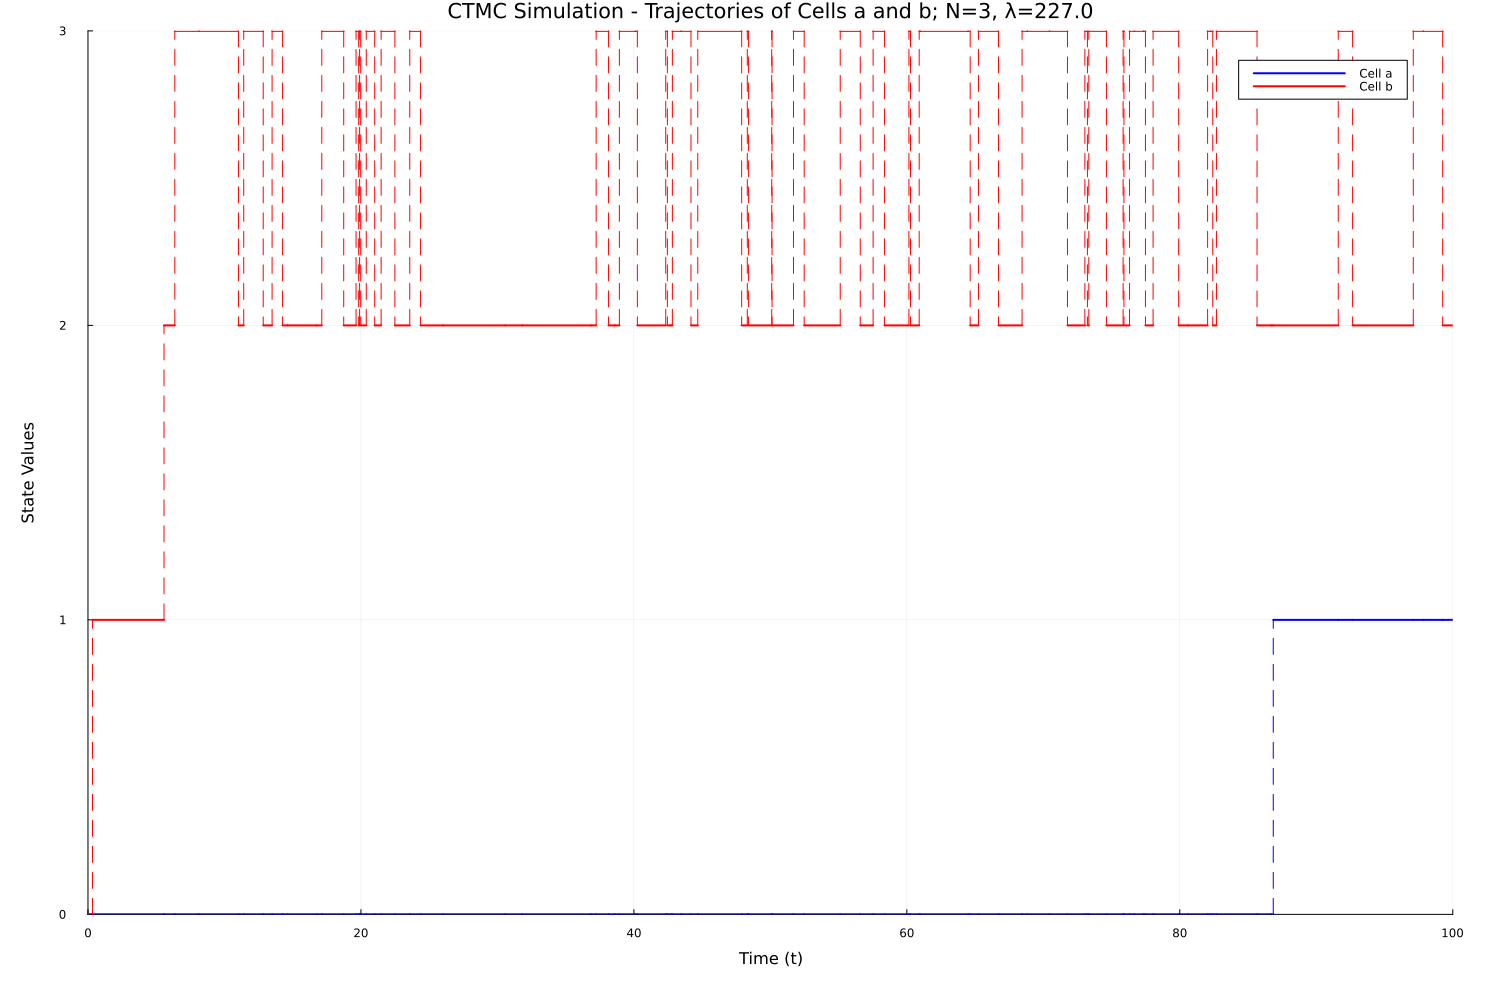 CTMC Simulation - Trajectories of Cells a and b; N=3, λ=227.0
3
Cell a
Cell b
2
State Values
1
0
0 20 40 60 80 100
Time (t)